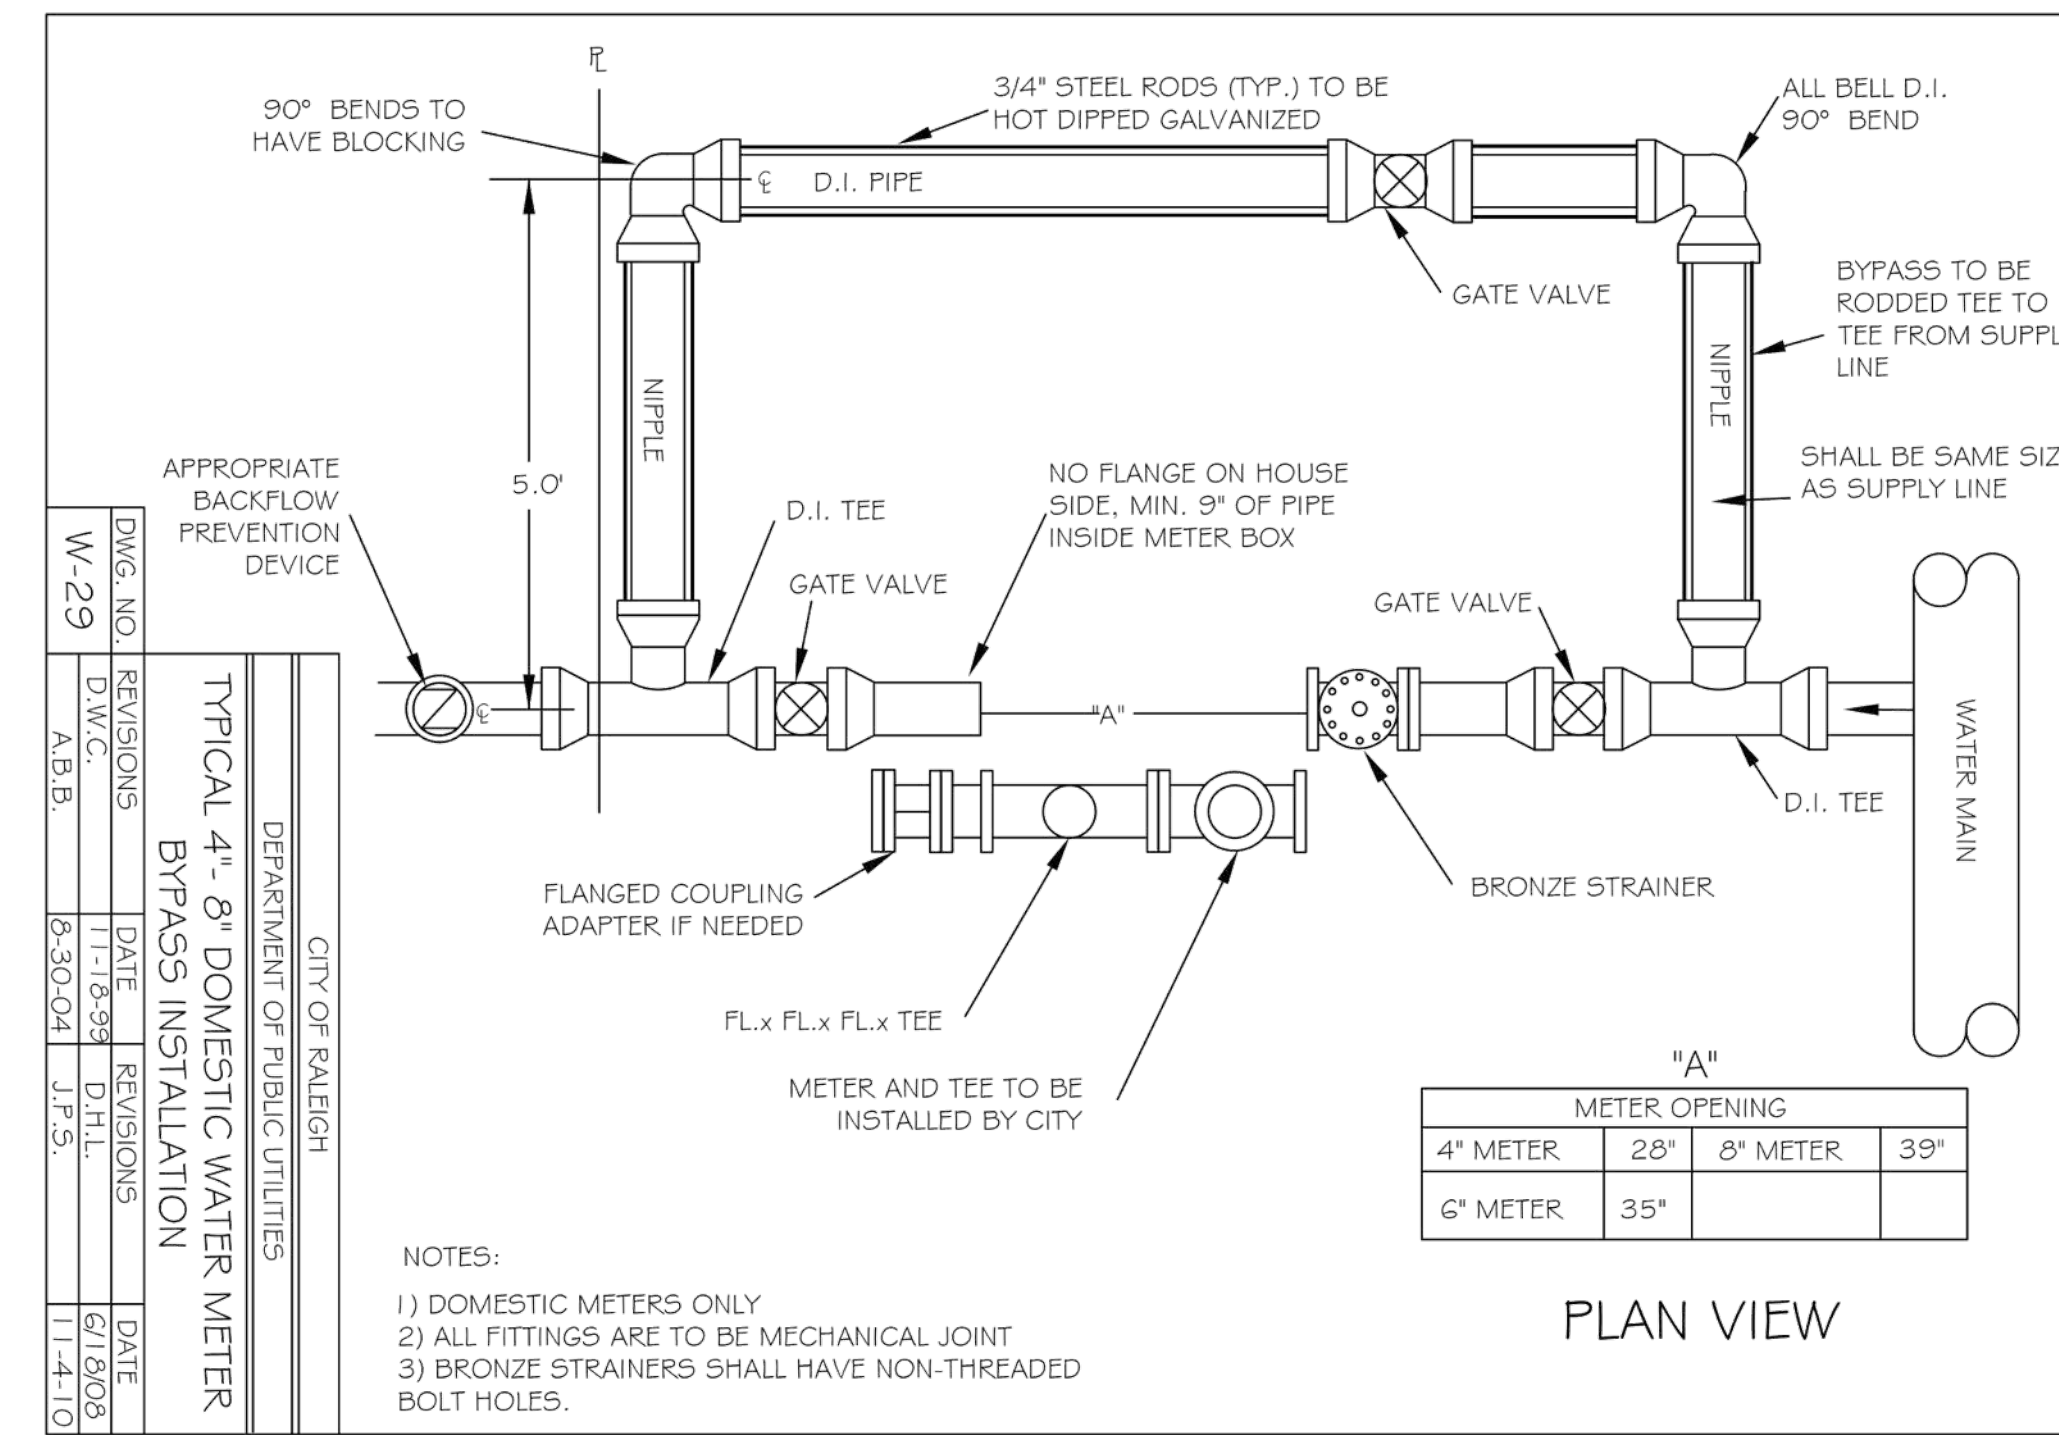 PL
90° BENDS TO
HAVE BLOCKING
3/4" STEEL RODS (TYP.) TO BE
HOT DIPPED GALVANIZED
ALL BELL D.I.
90° BEND
CL
D.I. PIPE
GATE VALVE
BYPASS TO BE
RODDED TEE TO
TEE FROM SUPPL
LINE
NIPPLE
NIPPLE
APPROPRIATE
BACKFLOW
PREVENTION
DEVICE
5.0'
D.I. TEE
NO FLANGE ON HOUSE
SIDE, MIN. 9" OF PIPE
INSIDE METER BOX
SHALL BE SAME SIZ
AS SUPPLY LINE
GATE VALVE
GATE VALVE
CL
"A"
WATER MAIN
D.I. TEE
FLANGED COUPLING
ADAPTER IF NEEDED
BRONZE STRAINER
FL.x FL.x FL.x TEE
METER AND TEE TO BE
INSTALLED BY CITY
"A"
METER OPENING
4" METER 28" 8" METER 39"
6" METER 35"
PLAN VIEW
NOTES:
1) DOMESTIC METERS ONLY
2) ALL FITTINGS ARE TO BE MECHANICAL JOINT
3) BRONZE STRAINERS SHALL HAVE NON-THREADED
BOLT HOLES.
CITY OF RALEIGH
DEPARTMENT OF PUBLIC UTILITIES
TYPICAL 4"- 8" DOMESTIC WATER METER
BYPASS INSTALLATION
DWG. NO. REVISIONS DATE REVISIONS DATE
W-29
D.W.C. 11-18-99 D.H.L. 6/18/08
A.B.B. 8-30-04 J.P.S. 11-4-10